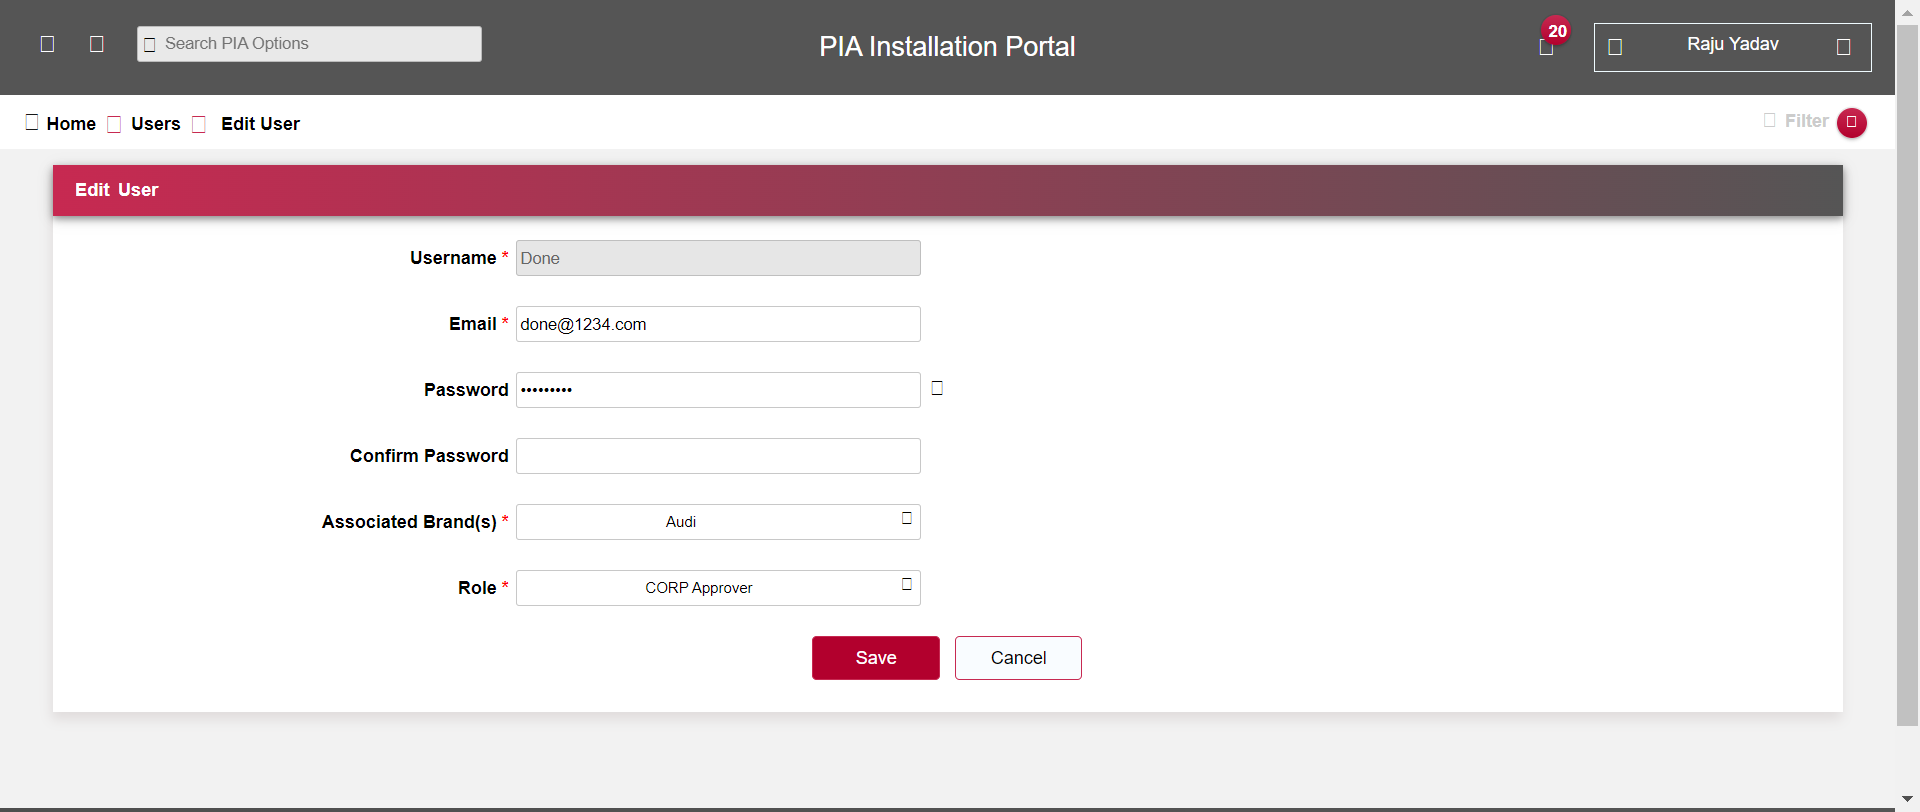 Search PIA Options
PIA Installation Portal
20
Raju Yadav
Home Users Edit User
Filter
Edit User
Username * Done
Email * done@1234.com
Password •••••••••
Confirm Password
Associated Brand(s) * Audi
Role * CORP Approver
Save Cancel